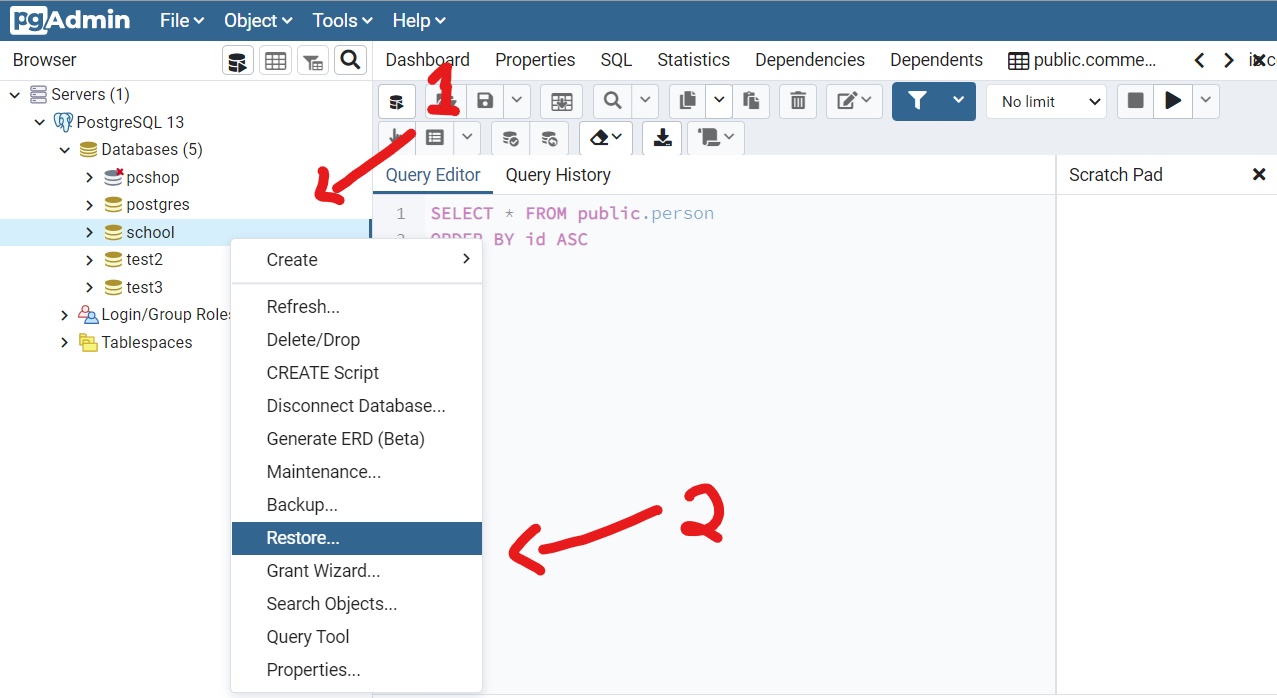 pgAdmin File Object Tools Help
Browser
Dashboard Properties SQL Statistics Dependencies Dependents public.comme...
1
No limit
Servers (1)
PostgreSQL 13
Databases (5)
pcshop
postgres
school
test2
test3
Login/Group Roles
Tablespaces
Query Editor Query History
Scratch Pad
1 SELECT * FROM public.person
2 ORDER BY id ASC
Create
Refresh...
Delete/Drop
CREATE Script
Disconnect Database...
Generate ERD (Beta)
Maintenance...
Backup...
Restore...
Grant Wizard...
Search Objects...
Query Tool
Properties...
2